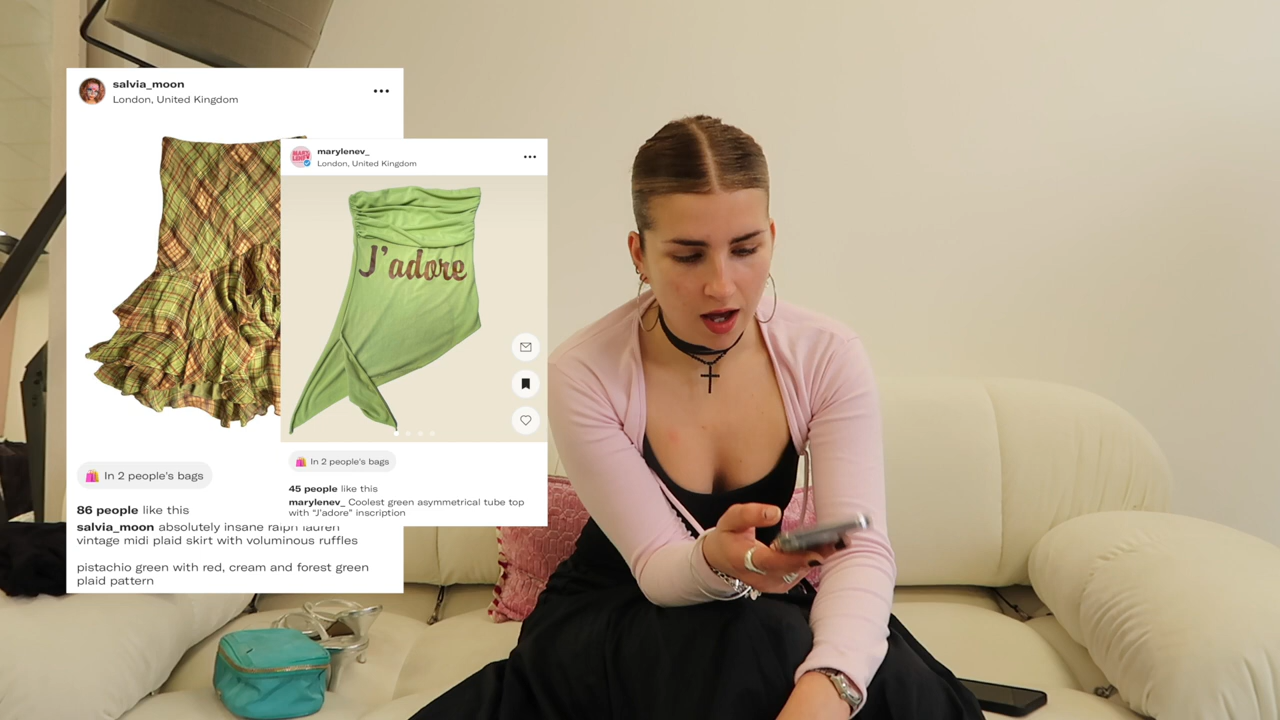 salvia_moon
London, United Kingdom
In 2 people's bags
86 people like this
salvia_moon absolutely insane ralph lauren
vintage midi plaid skirt with voluminous ruffles
pistachio green with red, cream and forest green
plaid pattern
marylenev_
London, United Kingdom
J'adore
In 2 people's bags
45 people like this
marylenev_ Coolest green asymmetrical tube top
with "J'adore" inscription